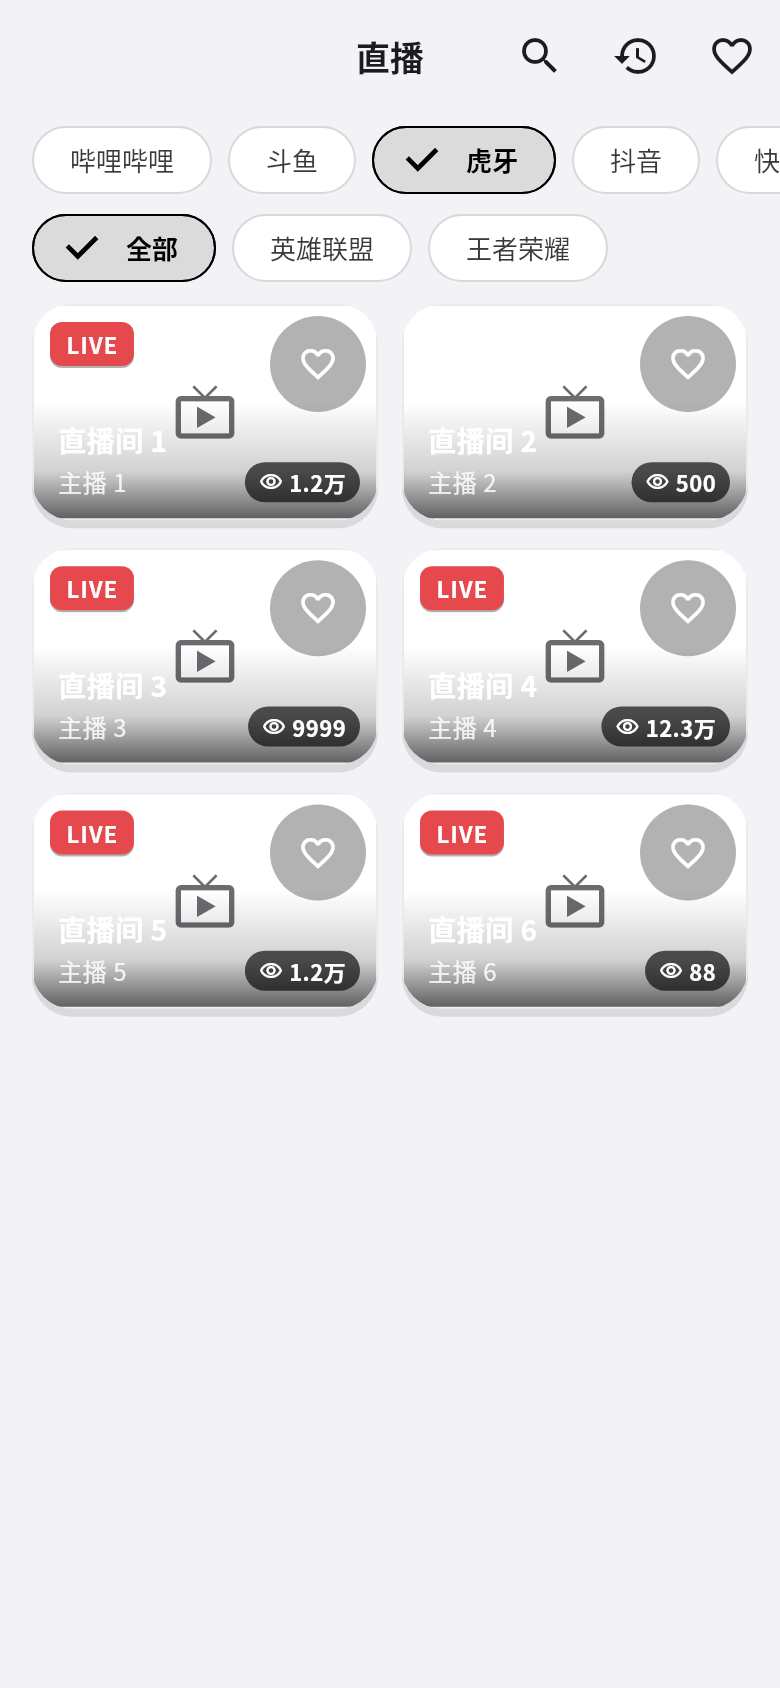 直播
哔哩哔哩 斗鱼 虎牙 抖音 快
全部 英雄联盟 王者荣耀
LIVE
直播间 1
主播 1
1.2万
直播间 2
主播 2
500
LIVE
直播间 3
主播 3
9999
LIVE
直播间 4
主播 4
12.3万
LIVE
直播间 5
主播 5
1.2万
LIVE
直播间 6
主播 6
88